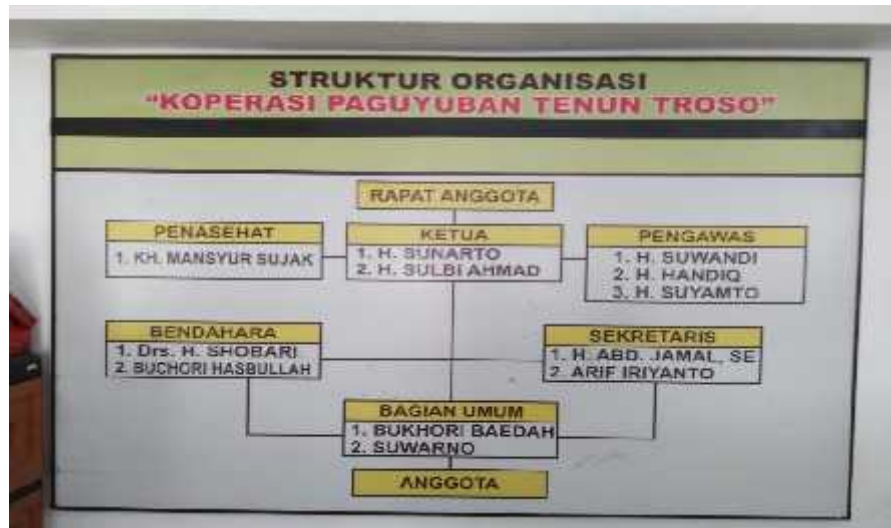 STRUKTUR ORGANISASI
"KOPERASI PAGUYUBAN TENUN TROSO"
RAPAT ANGGOTA
PENASEHAT
1. KH. MANSYUR SUJAK
KETUA
1. H. SUNARTO
2. H. SULBI AHMAD
PENGAWAS
1. H. SUWANDI
2. H. HANDIQ
3. H. SUYAMTO
BENDAHARA
1. Drs. H. SHOBARI
2. BUCHORI HASBULLAH
SEKRETARIS
1. H. ABD. JAMAL, SE
2. ARIF IRIYANTO
BAGIAN UMUM
1. BUKHORI BAEDAH
2. SUWARNO
ANGGOTA